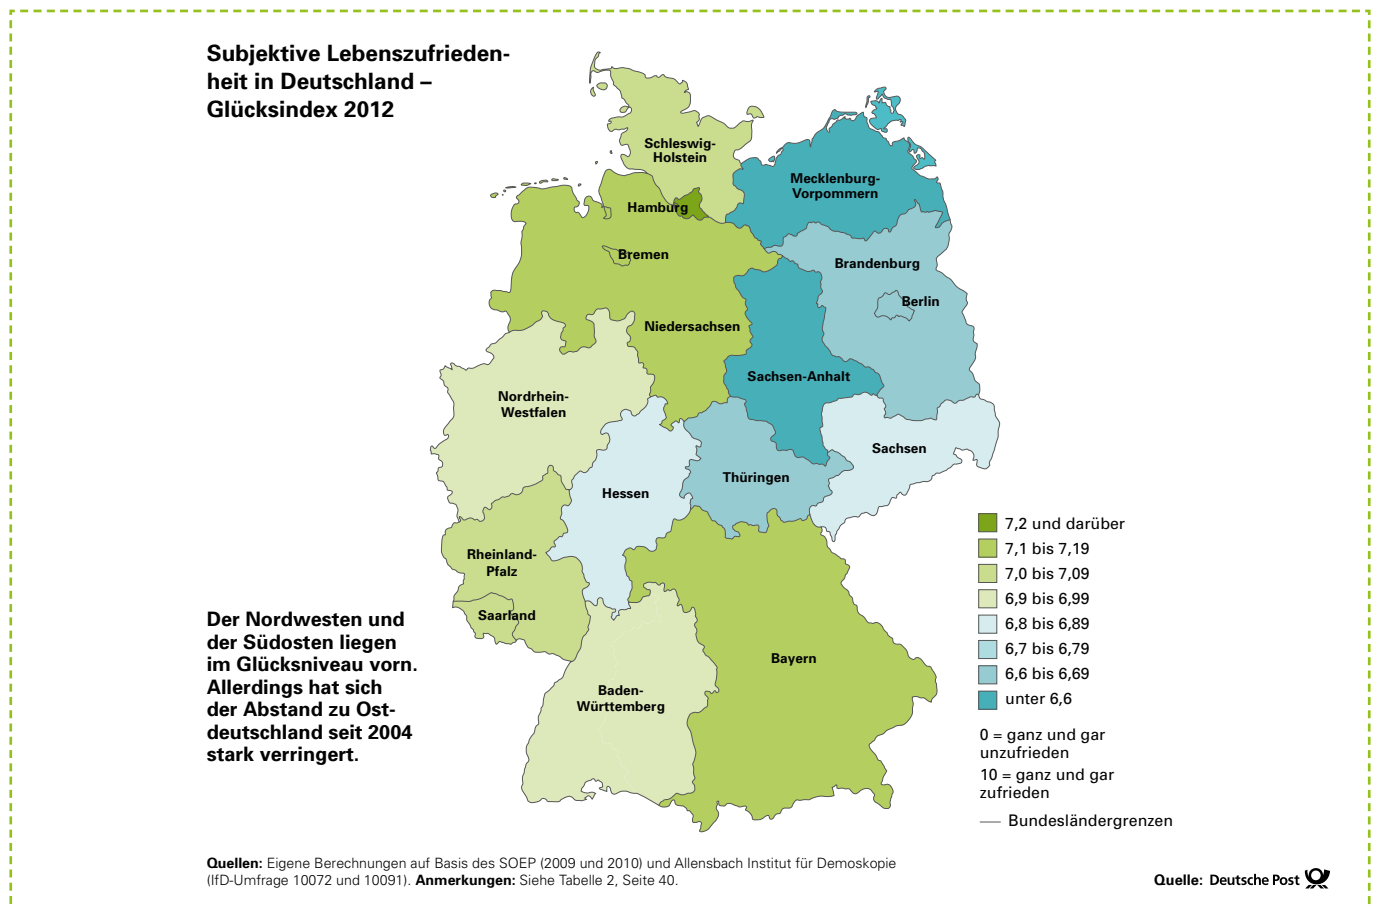 Subjektive Lebenszufrieden-
heit in Deutschland –
Glücksindex 2012
Schleswig-
Holstein
Mecklenburg-
Vorpommern
Hamburg
Bremen
Brandenburg
Berlin
Niedersachsen
Sachsen-Anhalt
Nordrhein-
Westfalen
Sachsen
Thüringen
Hessen
Rheinland-
Pfalz
Saarland
Bayern
Baden-
Württemberg
7,2 und darüber
7,1 bis 7,19
7,0 bis 7,09
6,9 bis 6,99
6,8 bis 6,89
6,7 bis 6,79
6,6 bis 6,69
unter 6,6
0 = ganz und gar
unzufrieden
10 = ganz und gar
zufrieden
Bundesländergrenzen
Der Nordwesten und
der Südosten liegen
im Glücksniveau vorn.
Allerdings hat sich
der Abstand zu Ost-
deutschland seit 2004
stark verringert.
Quellen: Eigene Berechnungen auf Basis des SOEP (2009 und 2010) und Allensbach Institut für Demoskopie
(IfD-Umfrage 10072 und 10091). Anmerkungen: Siehe Tabelle 2, Seite 40.
Quelle: Deutsche Post